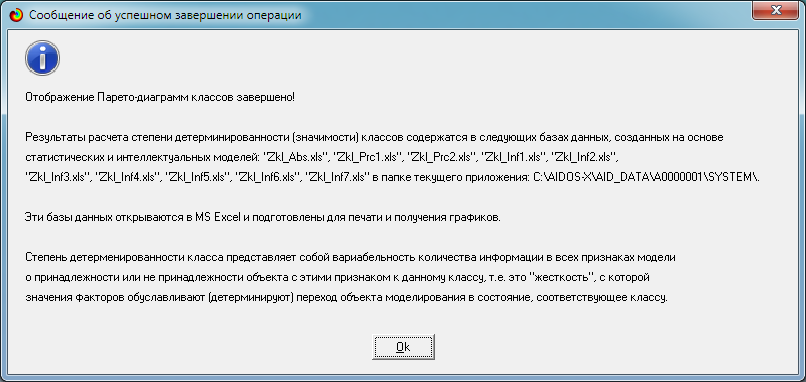 Сообщение об успешном завершении операции
Отображение Парето-диаграмм классов завершено!
Результаты расчета степени детерминированности (значимости) классов содержатся в следующих базах данных, созданных на основе
статистических и интеллектуальных моделей: "Zkl_Abs.xls", "Zkl_Prc1.xls", "Zkl_Prc2.xls", "Zkl_Inf1.xls", "Zkl_Inf2.xls",
"Zkl_Inf3.xls", "Zkl_Inf4.xls", "Zkl_Inf5.xls", "Zkl_Inf6.xls", "Zkl_Inf7.xls" в папке текущего приложения: C:\AIDOS-X\AID_DATA\A0000001\SYSTEM\.
Эти базы данных открываются в MS Excel и подготовлены для печати и получения графиков.
Степень детерменированности класса представляет собой вариабельность количества информации в всех признаках модели
о принадлежности или не принадлежности объекта с этими признаком к данному классу, т.е. это "жесткость", с которой
значения факторов обуславливают (детерминируют) переход объекта моделирования в состояние, соответствующее классу.
Ok